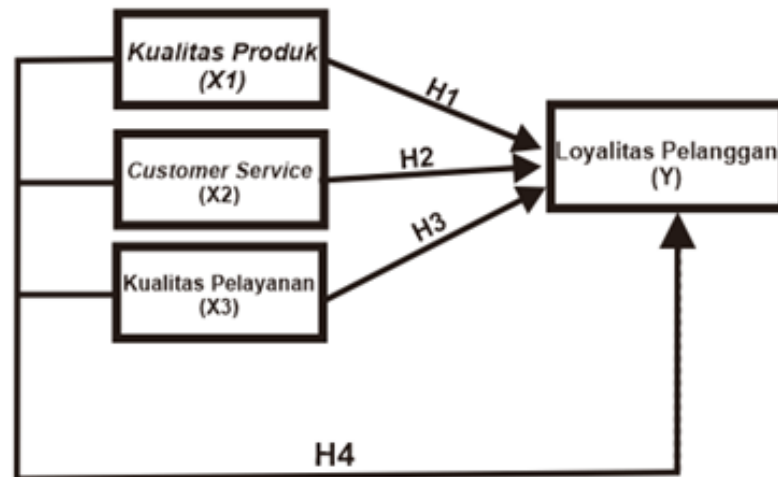 Kualitas Produk
(X1)
H1
Customer Service
(X2)
H2
Loyalitas Pelanggan
(Y)
Kualitas Pelayanan
(X3)
H3
H4